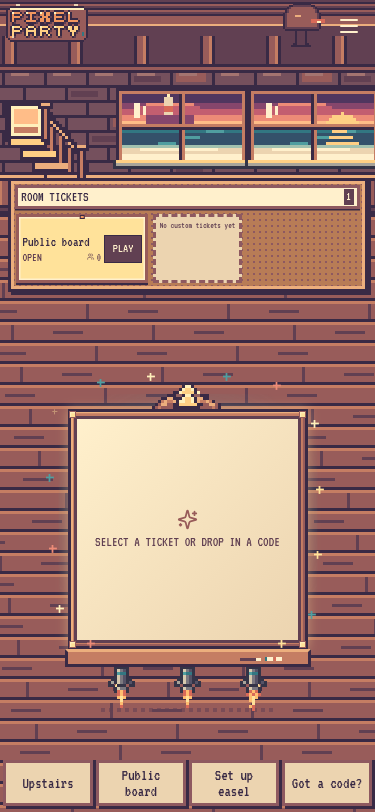 PIXEL
PARTY
ROOM TICKETS 1
Public board
OPEN 0
PLAY
No custom tickets yet
SELECT A TICKET OR DROP IN A CODE
Upstairs
Public
board
Set up
easel
Got a code?